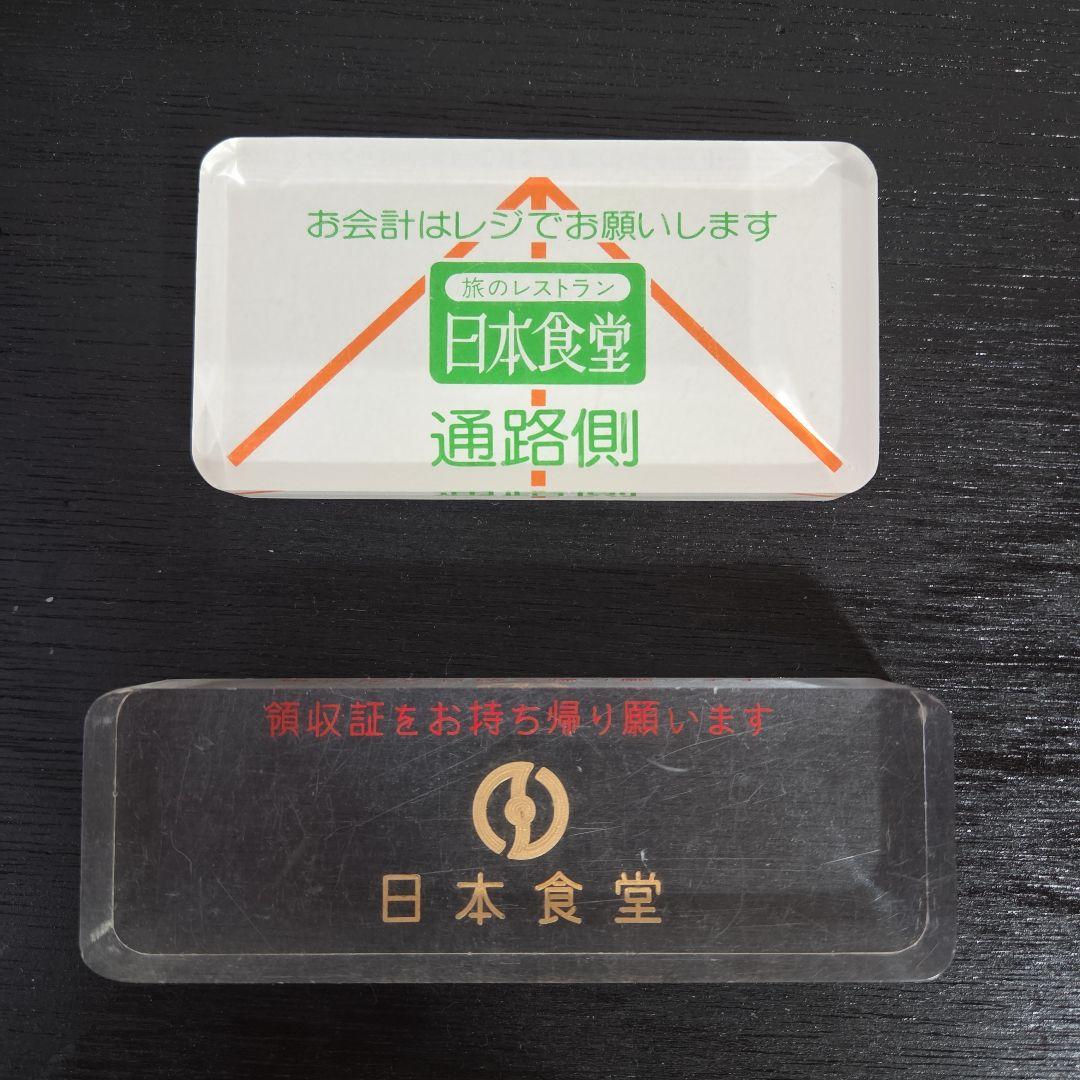 お会計はレジでお願いします
旅のレストラン
日本食堂
通路側
領収証をお持ち帰り願います
日本食堂